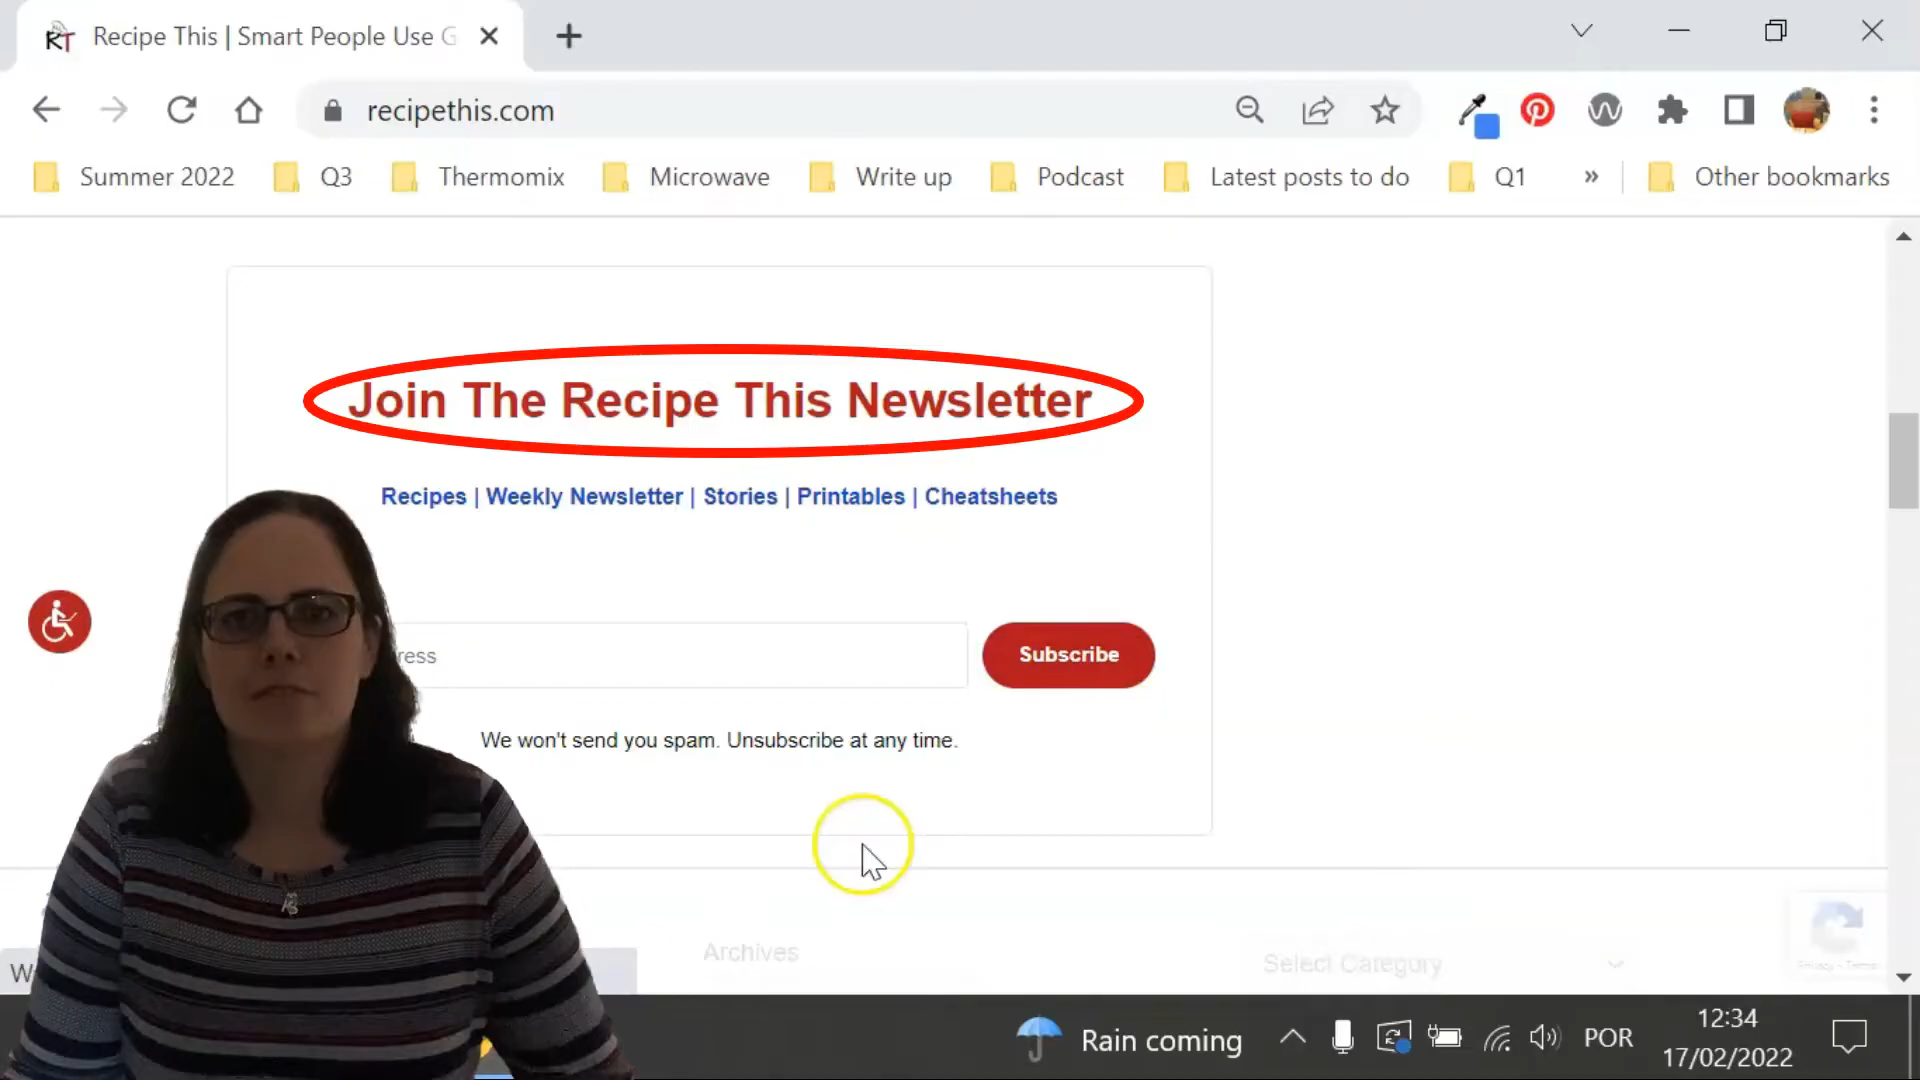 RT
Recipe This | Smart People Use G
recipethis.com
Summer 2022
Q3
Thermomix
Microwave
Write up
Podcast
Latest posts to do
Q1
»
Other bookmarks
Join The Recipe This Newsletter
Recipes | Weekly Newsletter | Stories | Printables | Cheatsheets
ress
Subscribe
We won't send you spam. Unsubscribe at any time.
Archives
Select Category
W
Rain coming
POR
12:34
17/02/2022